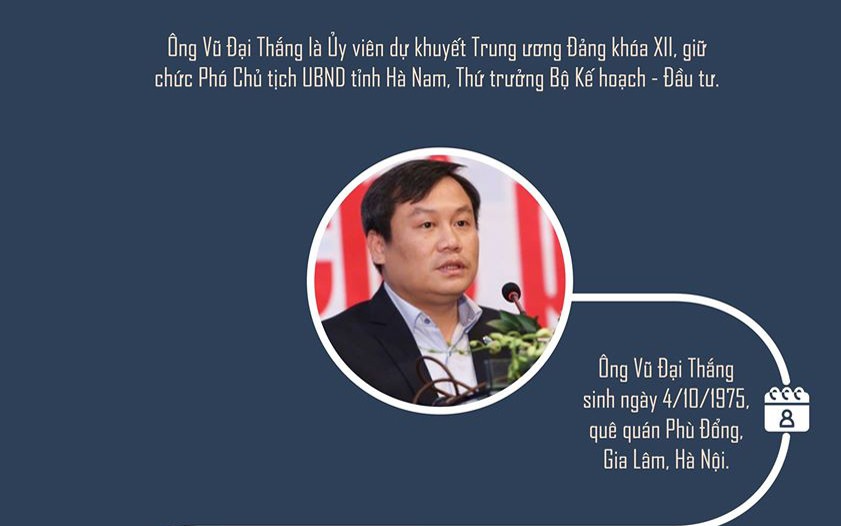 Ông Vũ Đại Thắng là Ủy viên dự khuyết Trung ương Đảng khóa XII, giữ
chức Phó Chủ tịch UBND tỉnh Hà Nam, Thứ trưởng Bộ Kế hoạch - Đầu tư.
Ông Vũ Đại Thắng
sinh ngày 4/10/1975,
quê quán Phù Đổng,
Gia Lâm, Hà Nội.